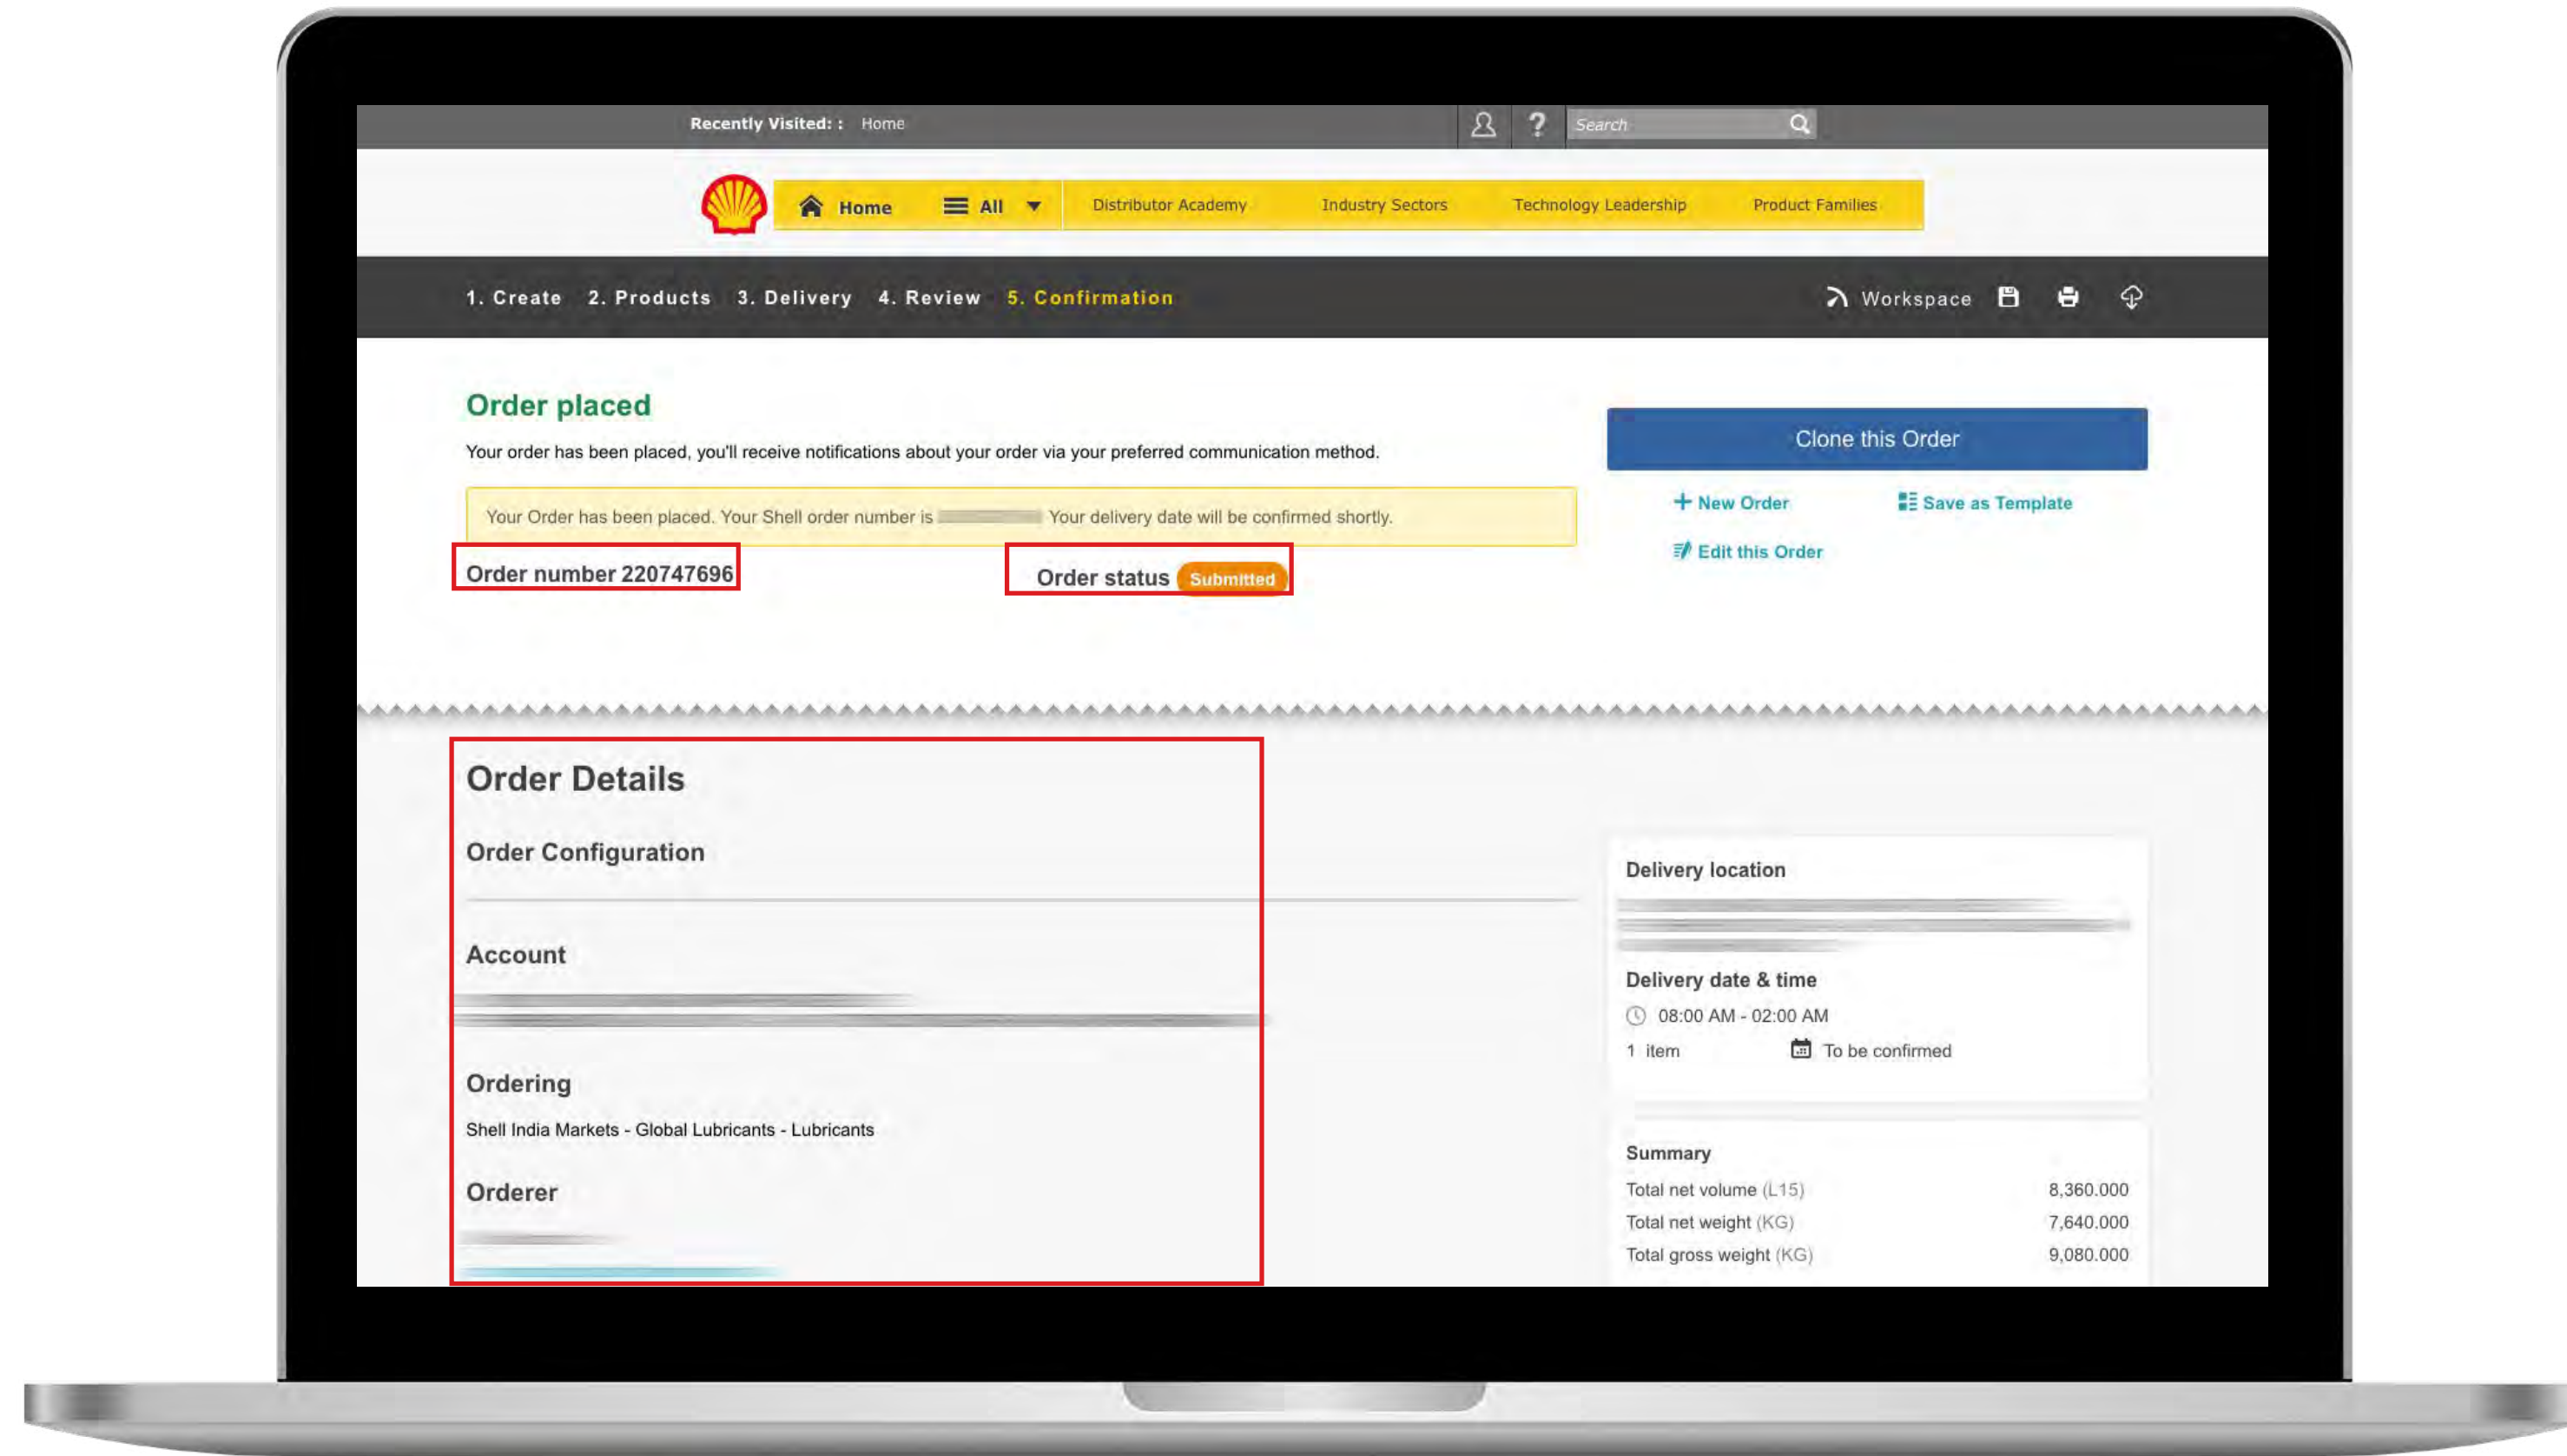 Recently Visited: : Home
Search
Home All Distributor Academy Industry Sectors Technology Leadership Product Families
1. Create 2. Products 3. Delivery 4. Review 5. Confirmation Workspace
Order placed
Your order has been placed, you'll receive notifications about your order via your preferred communication method.
Your Order has been placed. Your Shell order number is Your delivery date will be confirmed shortly.
Order number 220747696
Order status Submitted
Clone this Order
New Order
Save as Template
Edit this Order
Order Details
Order Configuration
Account
Ordering
Shell India Markets - Global Lubricants - Lubricants
Orderer
Delivery location
Delivery date & time
08:00 AM - 02:00 AM
1 item To be confirmed
Summary
Total net volume (L15) 8,360.000
Total net weight (KG) 7,640.000
Total gross weight (KG) 9,080.000